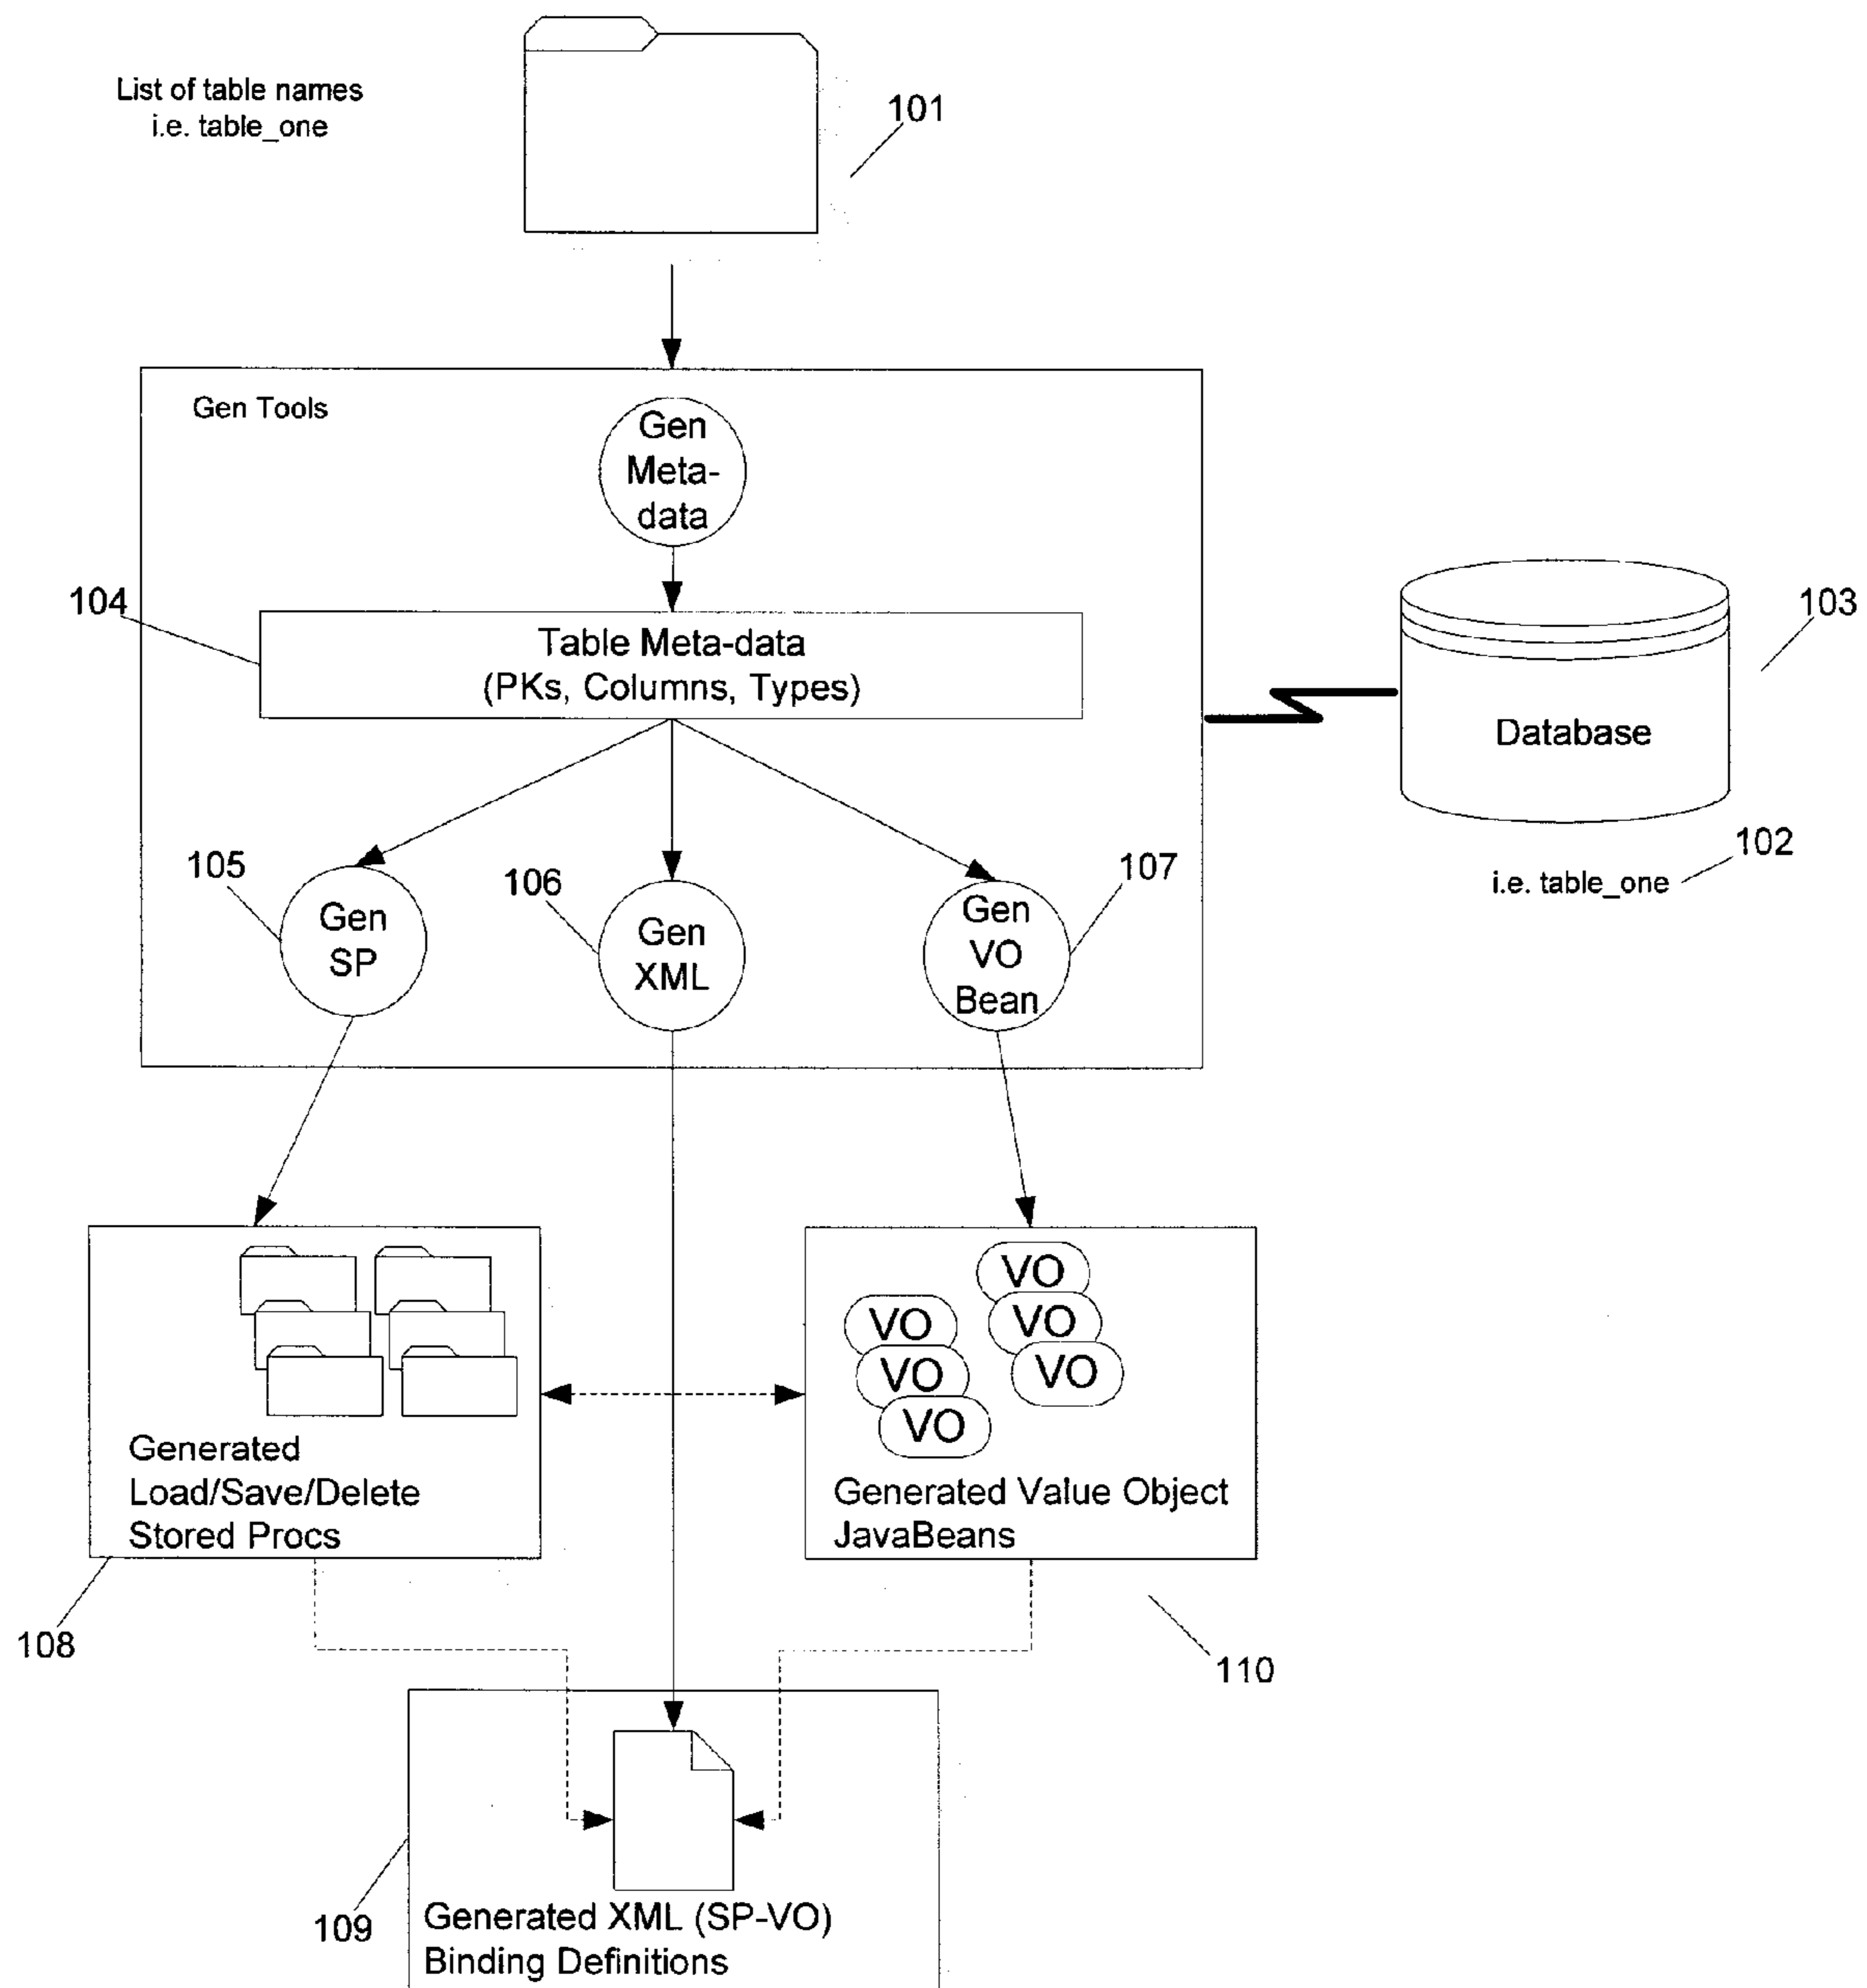 List of table names
i.e. table_one
101
Gen Tools
Gen
Meta-
data
104
Table Meta-data
(PKs, Columns, Types)
103
Database
102
i.e. table_one
105
Gen
SP
106
Gen
XML
107
Gen
VO
Bean
VO
VO
VO
VO
VO
VO
Generated
Load/Save/Delete
Stored Procs
Generated Value Object
JavaBeans
108
110
109
Generated XML (SP-VO)
Binding Definitions